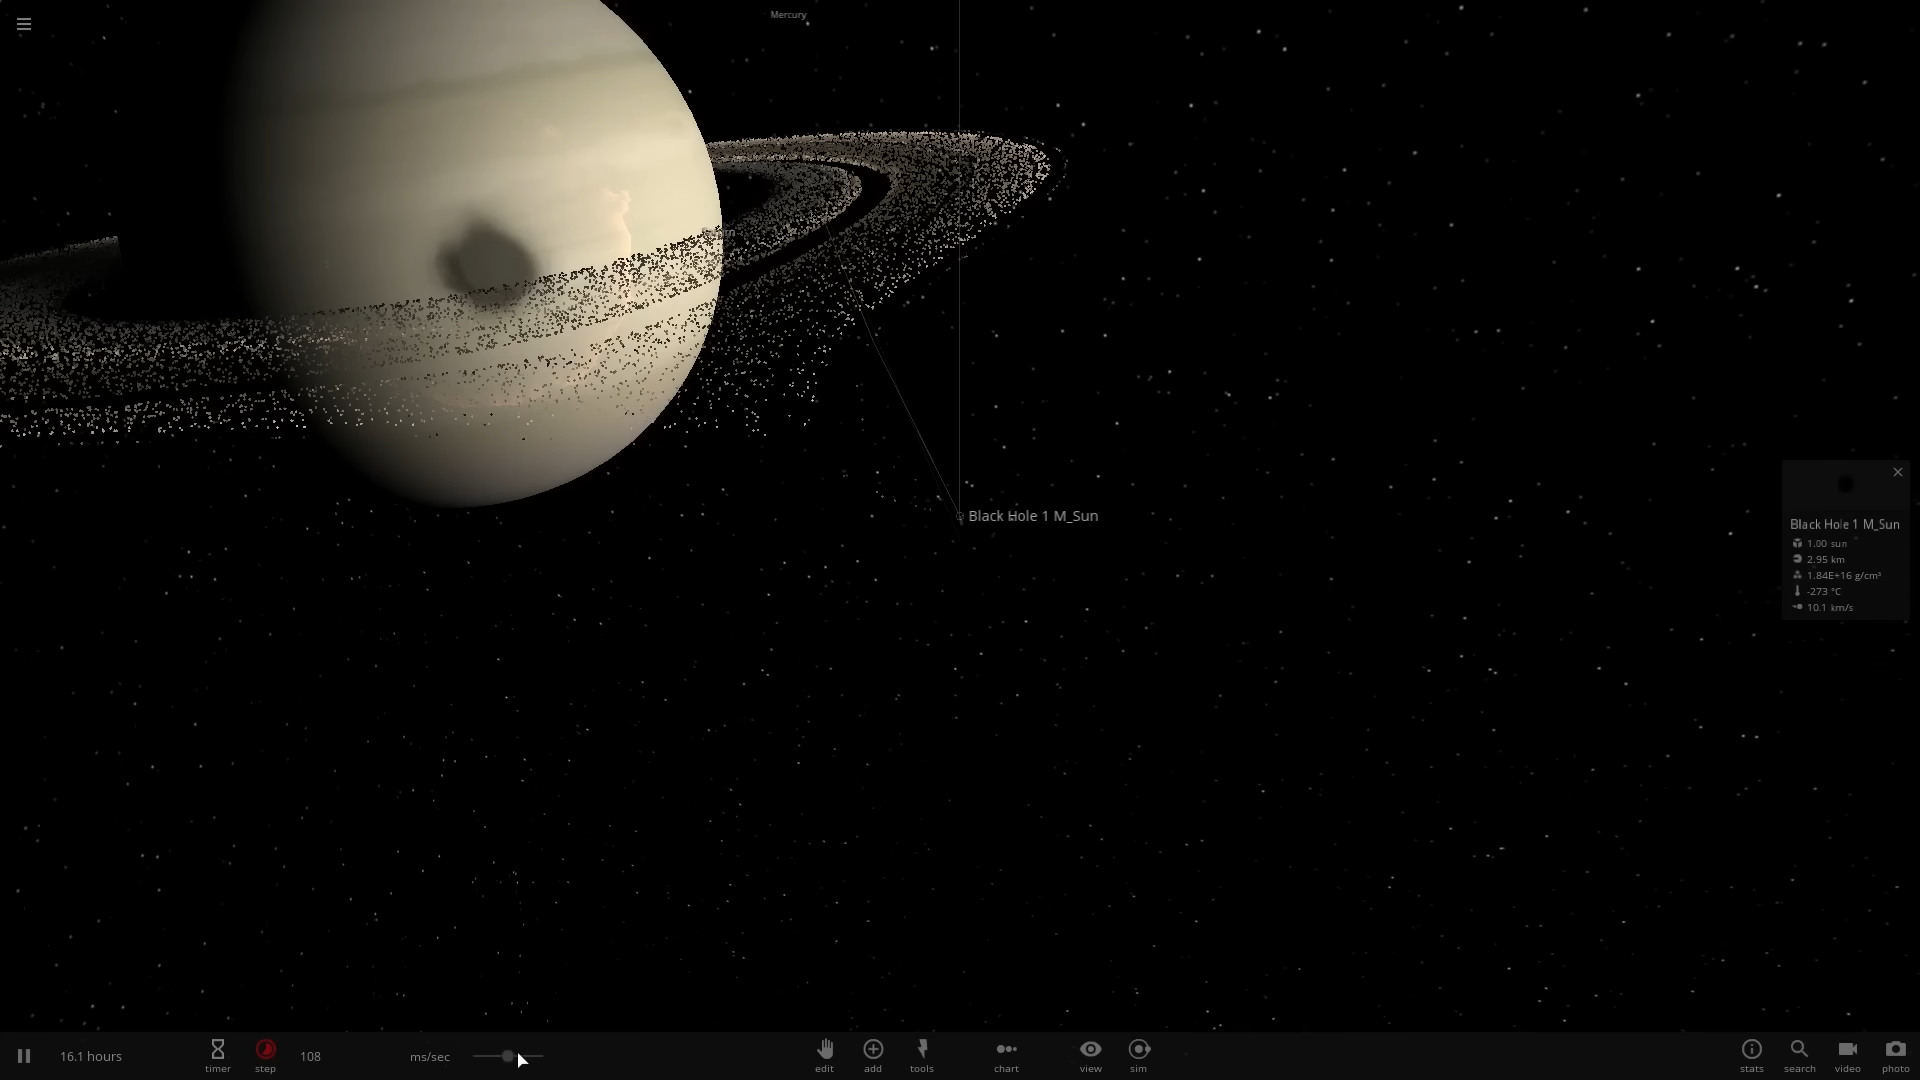 Mercury
Saturn
Black Hole 1 M_Sun
Black Hole 1 M_Sun
1.00 sun
2.95 km
1.84E+16 g/cm³
-273 °C
10.1 km/s
16.1 hours
timer
step
108
ms/sec
edit
add
tools
chart
view
sim
stats
search
video
photo